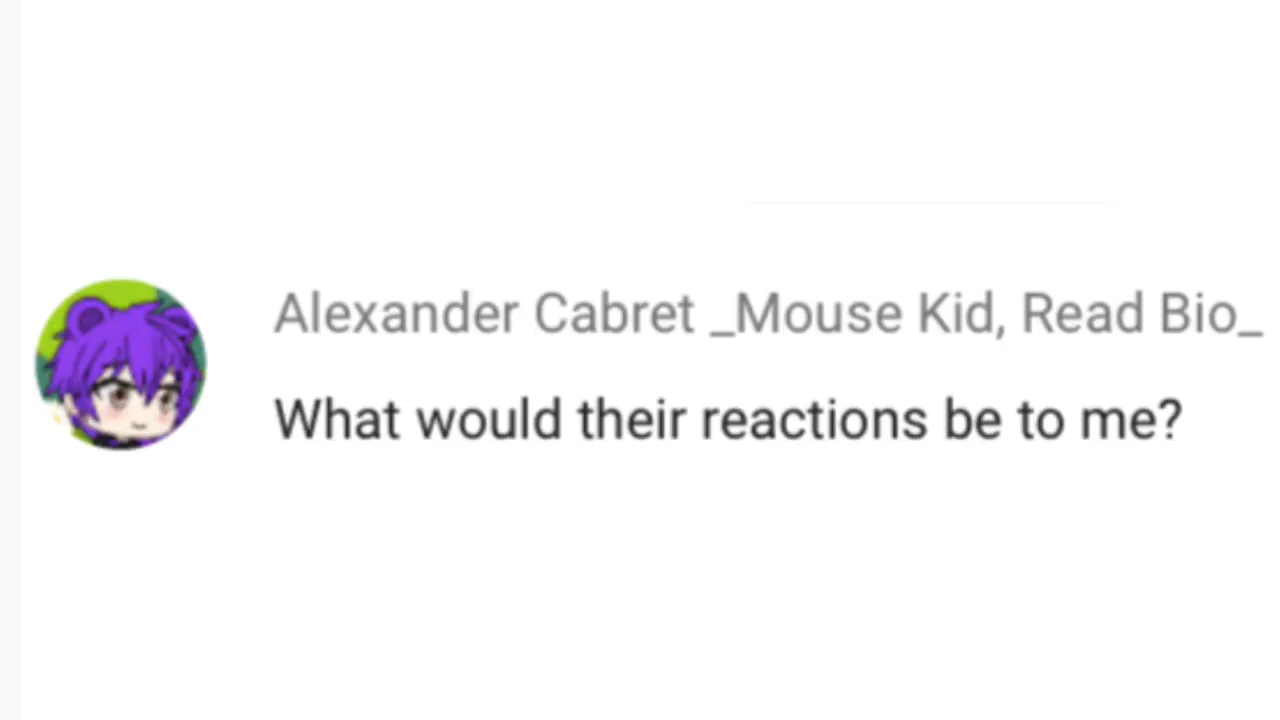 Alexander Cabret _Mouse Kid, Read Bio_
What would their reactions be to me?